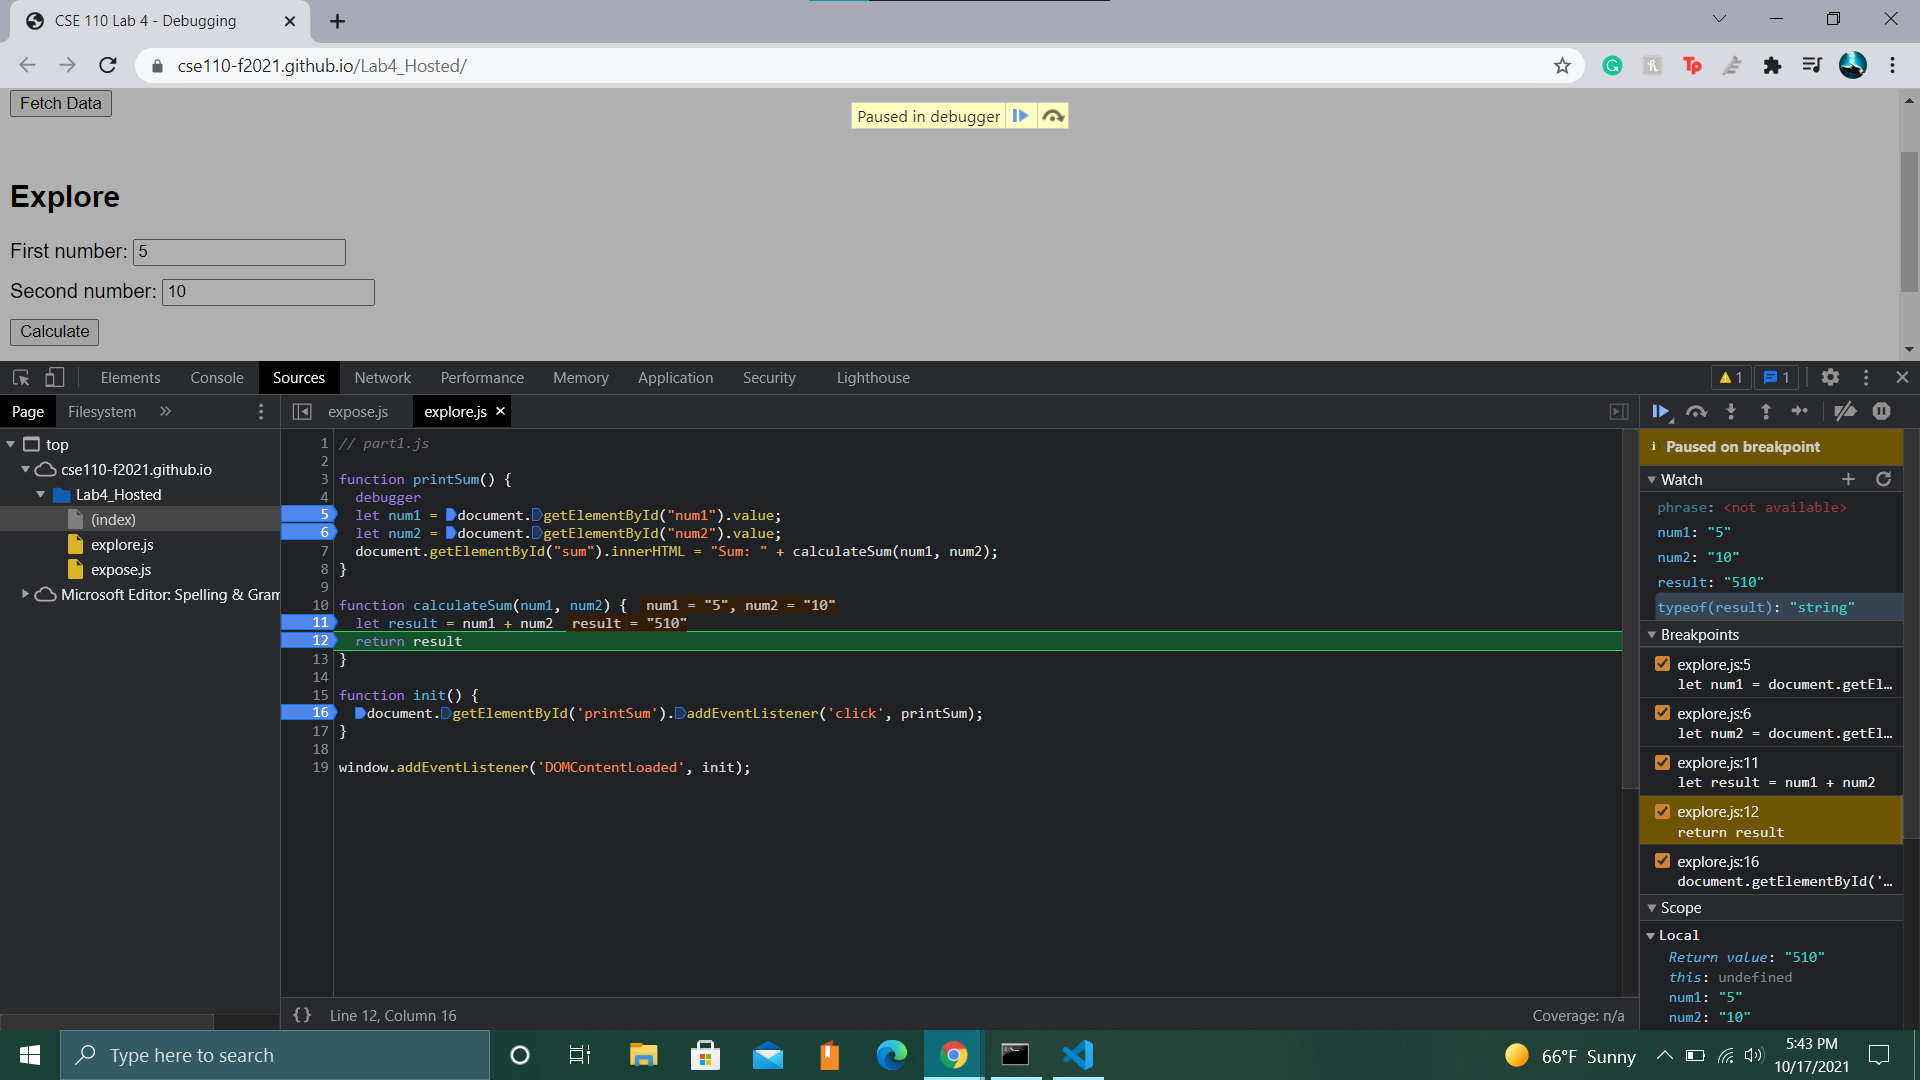 CSE 110 Lab 4 - Debugging
cse110-f2021.github.io/Lab4_Hosted/
Fetch Data
Paused in debugger
Explore
First number: 5
Second number: 10
Calculate
Elements Console Sources Network Performance Memory Application Security Lighthouse 1 1
Page Filesystem
expose.js explore.js
top
cse110-f2021.github.io
Lab4_Hosted
(index)
explore.js
expose.js
Microsoft Editor: Spelling & Gran
1 // part1.js
2
3 function printSum() {
4 debugger
5 let num1 = document.getElementById("num1").value;
6 let num2 = document.getElementById("num2").value;
7 document.getElementById("sum").innerHTML = "Sum: " + calculateSum(num1, num2);
8 }
9
10 function calculateSum(num1, num2) { num1 = "5", num2 = "10"
11 let result = num1 + num2 result = "510"
12 return result
13 }
14
15 function init() {
16 document.getElementById('printSum').addEventListener('click', printSum);
17 }
18
19 window.addEventListener('DOMContentLoaded', init);
{} Line 12, Column 16
Coverage: n/a
i Paused on breakpoint
Watch
phrase: <not available>
num1: "5"
num2: "10"
result: "510"
typeof(result): "string"
Breakpoints
explore.js:5
let num1 = document.getEl…
explore.js:6
let num2 = document.getEl…
explore.js:11
let result = num1 + num2
explore.js:12
return result
explore.js:16
document.getElementById('…
Scope
Local
Return value: "510"
this: undefined
num1: "5"
num2: "10"
Type here to search
66°F Sunny
5:43 PM
10/17/2021